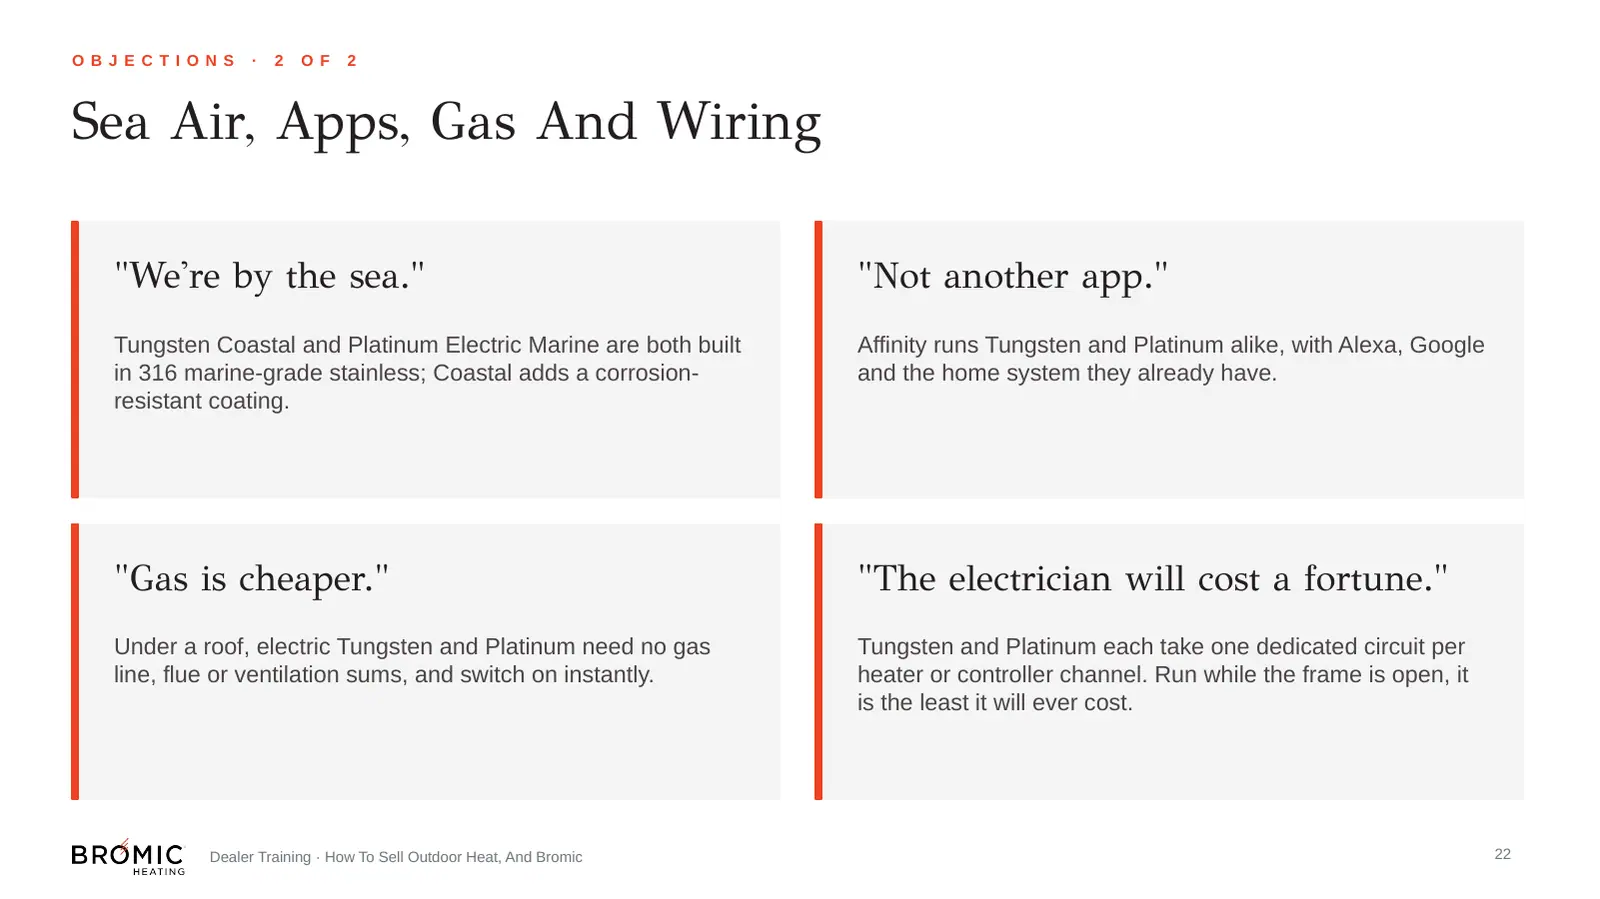 OBJECTIONS · 2 OF 2
Sea Air, Apps, Gas And Wiring
"We’re by the sea."
Tungsten Coastal and Platinum Electric Marine are both built
in 316 marine-grade stainless; Coastal adds a corrosion-
resistant coating.
"Not another app."
Affinity runs Tungsten and Platinum alike, with Alexa, Google
and the home system they already have.
"Gas is cheaper."
Under a roof, electric Tungsten and Platinum need no gas
line, flue or ventilation sums, and switch on instantly.
"The electrician will cost a fortune."
Tungsten and Platinum each take one dedicated circuit per
heater or controller channel. Run while the frame is open, it
is the least it will ever cost.
BROMIC
HEATING
Dealer Training · How To Sell Outdoor Heat, And Bromic
22